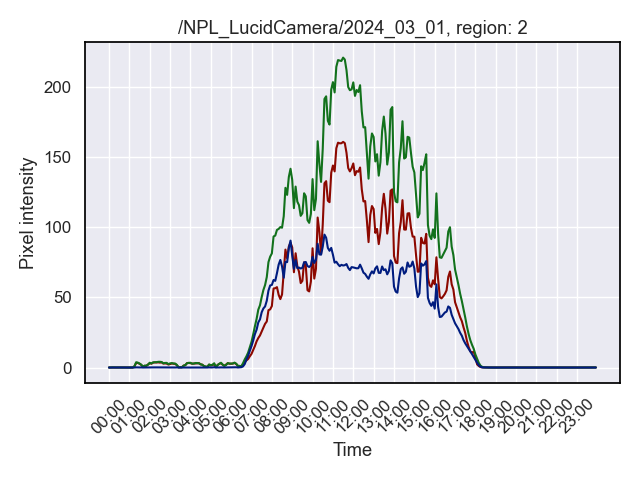 /NPL_LucidCamera/2024_03_01, region: 2
Pixel intensity
200
150
100
50
0
00:00 01:00 02:00 03:00 04:00 05:00 06:00 07:00 08:00 09:00 10:00 11:00 12:00 13:00 14:00 15:00 16:00 17:00 18:00 19:00 20:00 21:00 22:00 23:00
Time